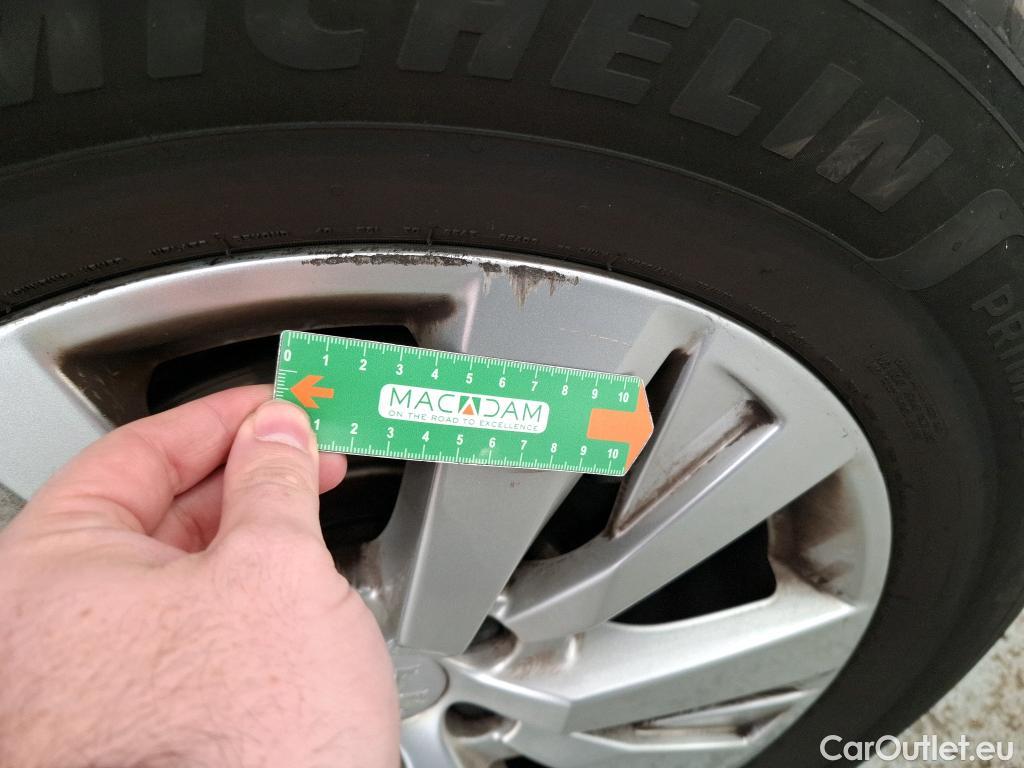 MICHELIN
PRIM
0 1 2 3 4 5 6 7 8 9 10
MACADAM
ON THE ROAD TO EXCELLENCE
1 2 3 4 5 6 7 8 9 10
CarOutlet.eu